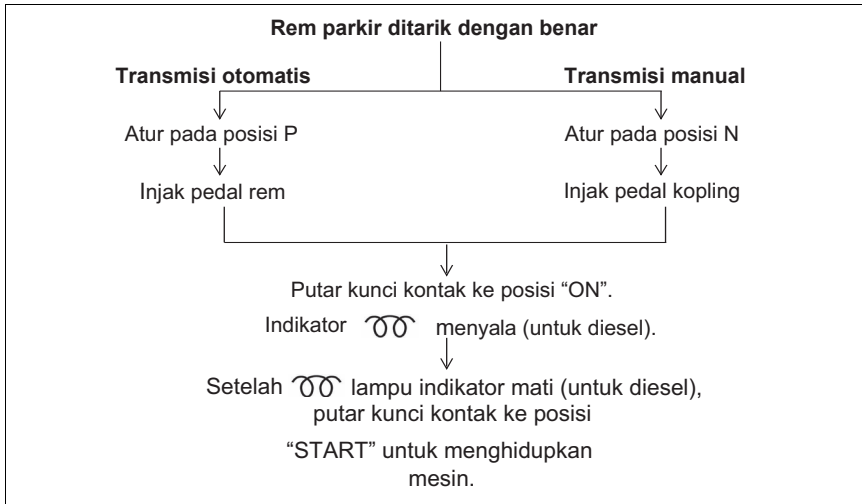 Rem parkir ditarik dengan benar
Transmisi otomatis
Transmisi manual
Atur pada posisi P
Atur pada posisi N
Injak pedal rem
Injak pedal kopling
Putar kunci kontak ke posisi “ON”.
Indikator menyala (untuk diesel).
Setelah lampu indikator mati (untuk diesel),
putar kunci kontak ke posisi
“START” untuk menghidupkan
mesin.